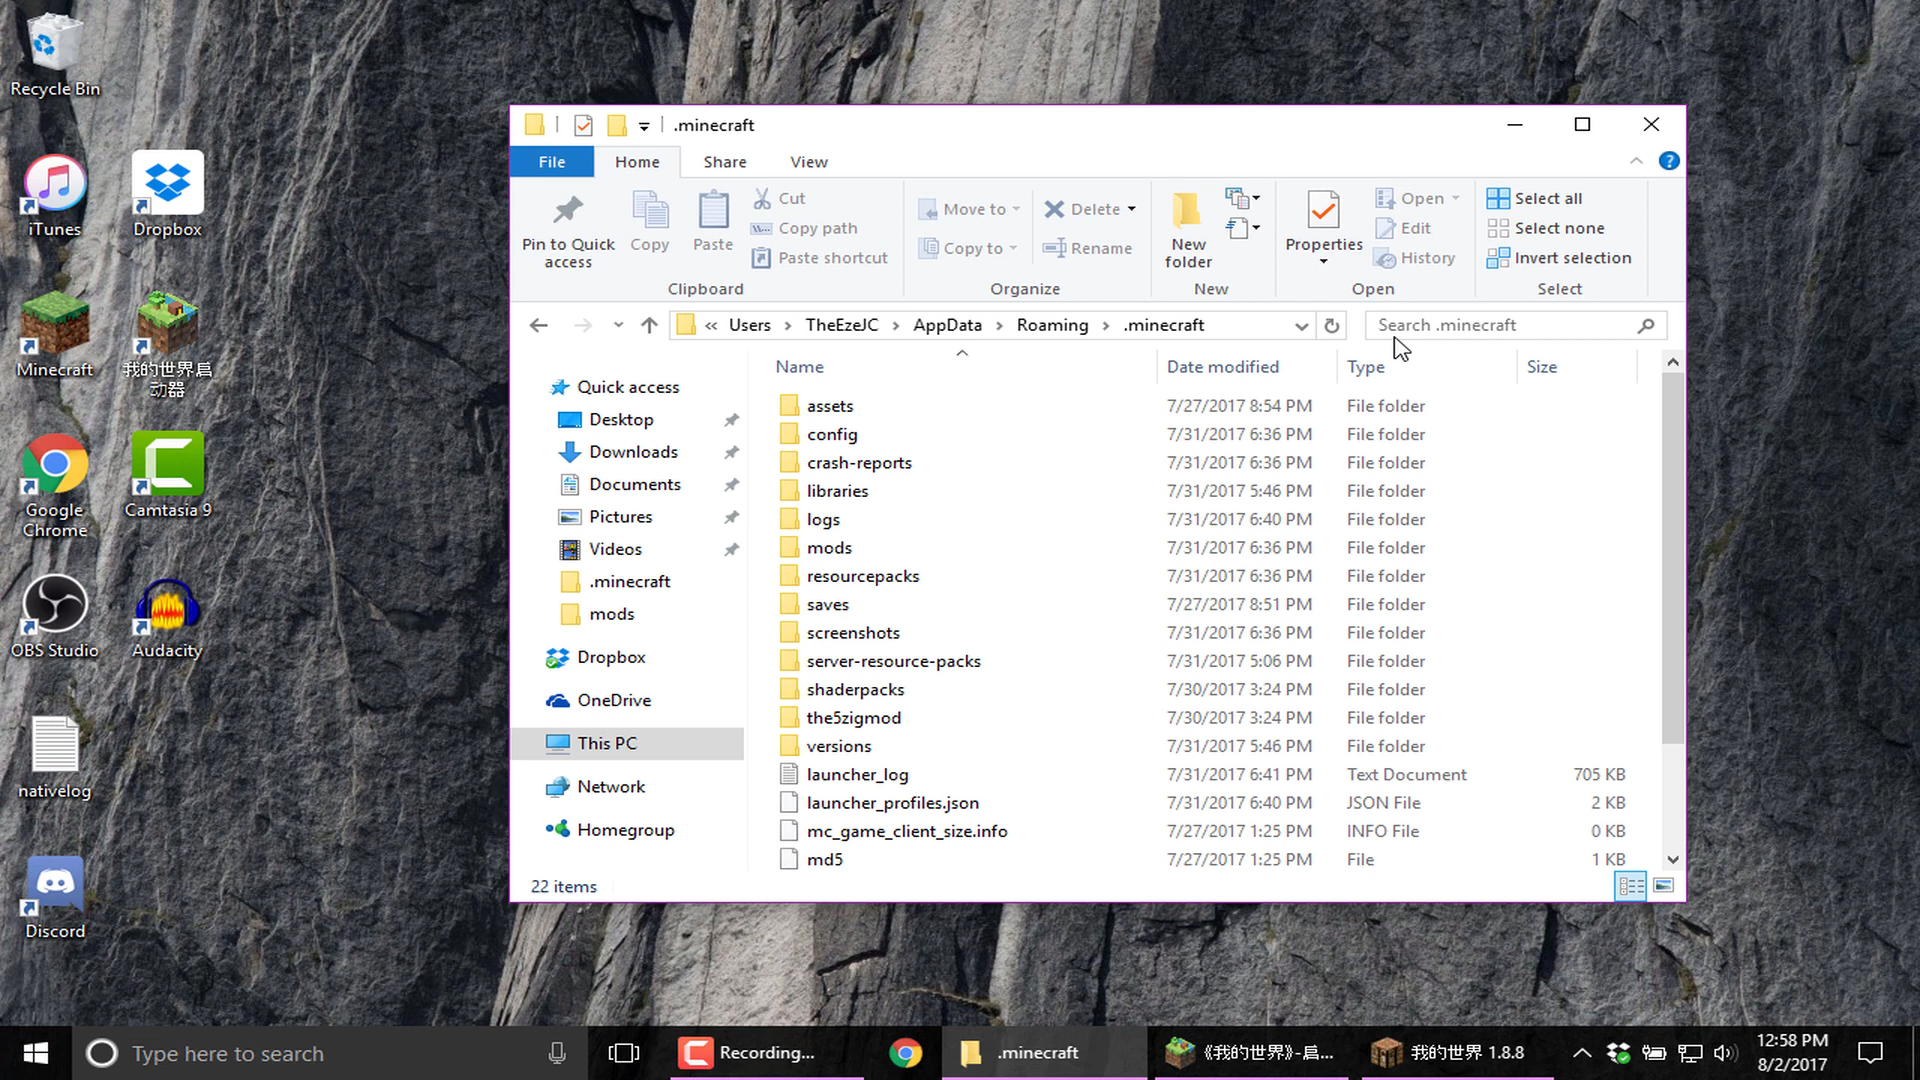 Recycle Bin
iTunes
Dropbox
Minecraft
我的世界启
动器
Google
Chrome
Camtasia 9
OBS Studio
Audacity
nativelog
Discord
.minecraft
File
Home
Share
View
Pin to Quick
access
Copy
Paste
Cut
Copy path
Paste shortcut
Clipboard
Move to
Copy to
Delete
Rename
Organize
New
folder
New
Properties
Open
Edit
History
Open
Select all
Select none
Invert selection
Select
« Users > TheEzeJC > AppData > Roaming > .minecraft
Search .minecraft
Quick access
Desktop
Downloads
Documents
Pictures
Videos
.minecraft
mods
Dropbox
OneDrive
This PC
Network
Homegroup
Name Date modified Type Size
assets 7/27/2017 8:54 PM File folder
config 7/31/2017 6:36 PM File folder
crash-reports 7/31/2017 6:36 PM File folder
libraries 7/31/2017 5:46 PM File folder
logs 7/31/2017 6:40 PM File folder
mods 7/31/2017 6:36 PM File folder
resourcepacks 7/31/2017 6:36 PM File folder
saves 7/27/2017 8:51 PM File folder
screenshots 7/31/2017 6:36 PM File folder
server-resource-packs 7/31/2017 5:06 PM File folder
shaderpacks 7/30/2017 3:24 PM File folder
the5zigmod 7/30/2017 3:24 PM File folder
versions 7/31/2017 5:46 PM File folder
launcher_log 7/31/2017 6:41 PM Text Document 705 KB
launcher_profiles.json 7/31/2017 6:40 PM JSON File 2 KB
mc_game_client_size.info 7/27/2017 1:25 PM INFO File 0 KB
md5 7/27/2017 1:25 PM File 1 KB
22 items
Type here to search
Recording...
.minecraft
《我的世界》-启...
我的世界 1.8.8
12:58 PM
8/2/2017